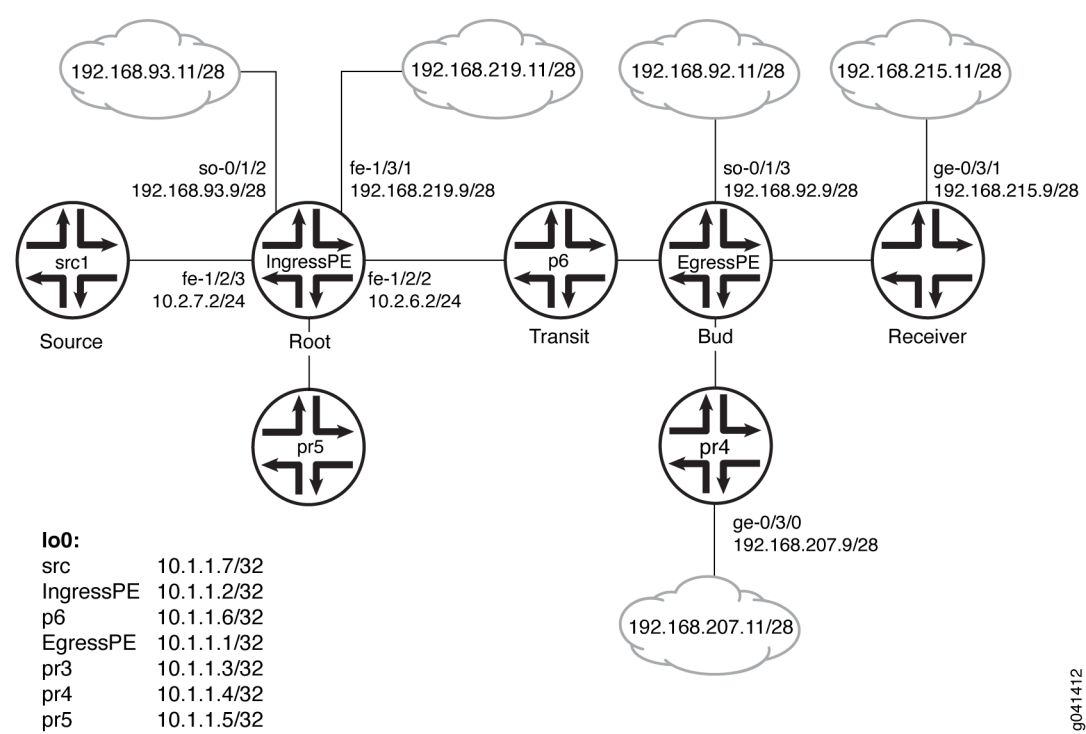 192.168.93.11/28
192.168.219.11/28
192.168.92.11/28
192.168.215.11/28
so-0/1/2
192.168.93.9/28
fe-1/3/1
192.168.219.9/28
so-0/1/3
192.168.92.9/28
ge-0/3/1
192.168.215.9/28
src1
IngressPE
p6
EgressPE
fe-1/2/3
10.2.7.2/24
fe-1/2/2
10.2.6.2/24
Source
Root
Transit
Bud
Receiver
pr5
pr4
ge-0/3/0
192.168.207.9/28
192.168.207.11/28
lo0:
src 10.1.1.7/32
IngressPE 10.1.1.2/32
p6 10.1.1.6/32
EgressPE 10.1.1.1/32
pr3 10.1.1.3/32
pr4 10.1.1.4/32
pr5 10.1.1.5/32
g041412